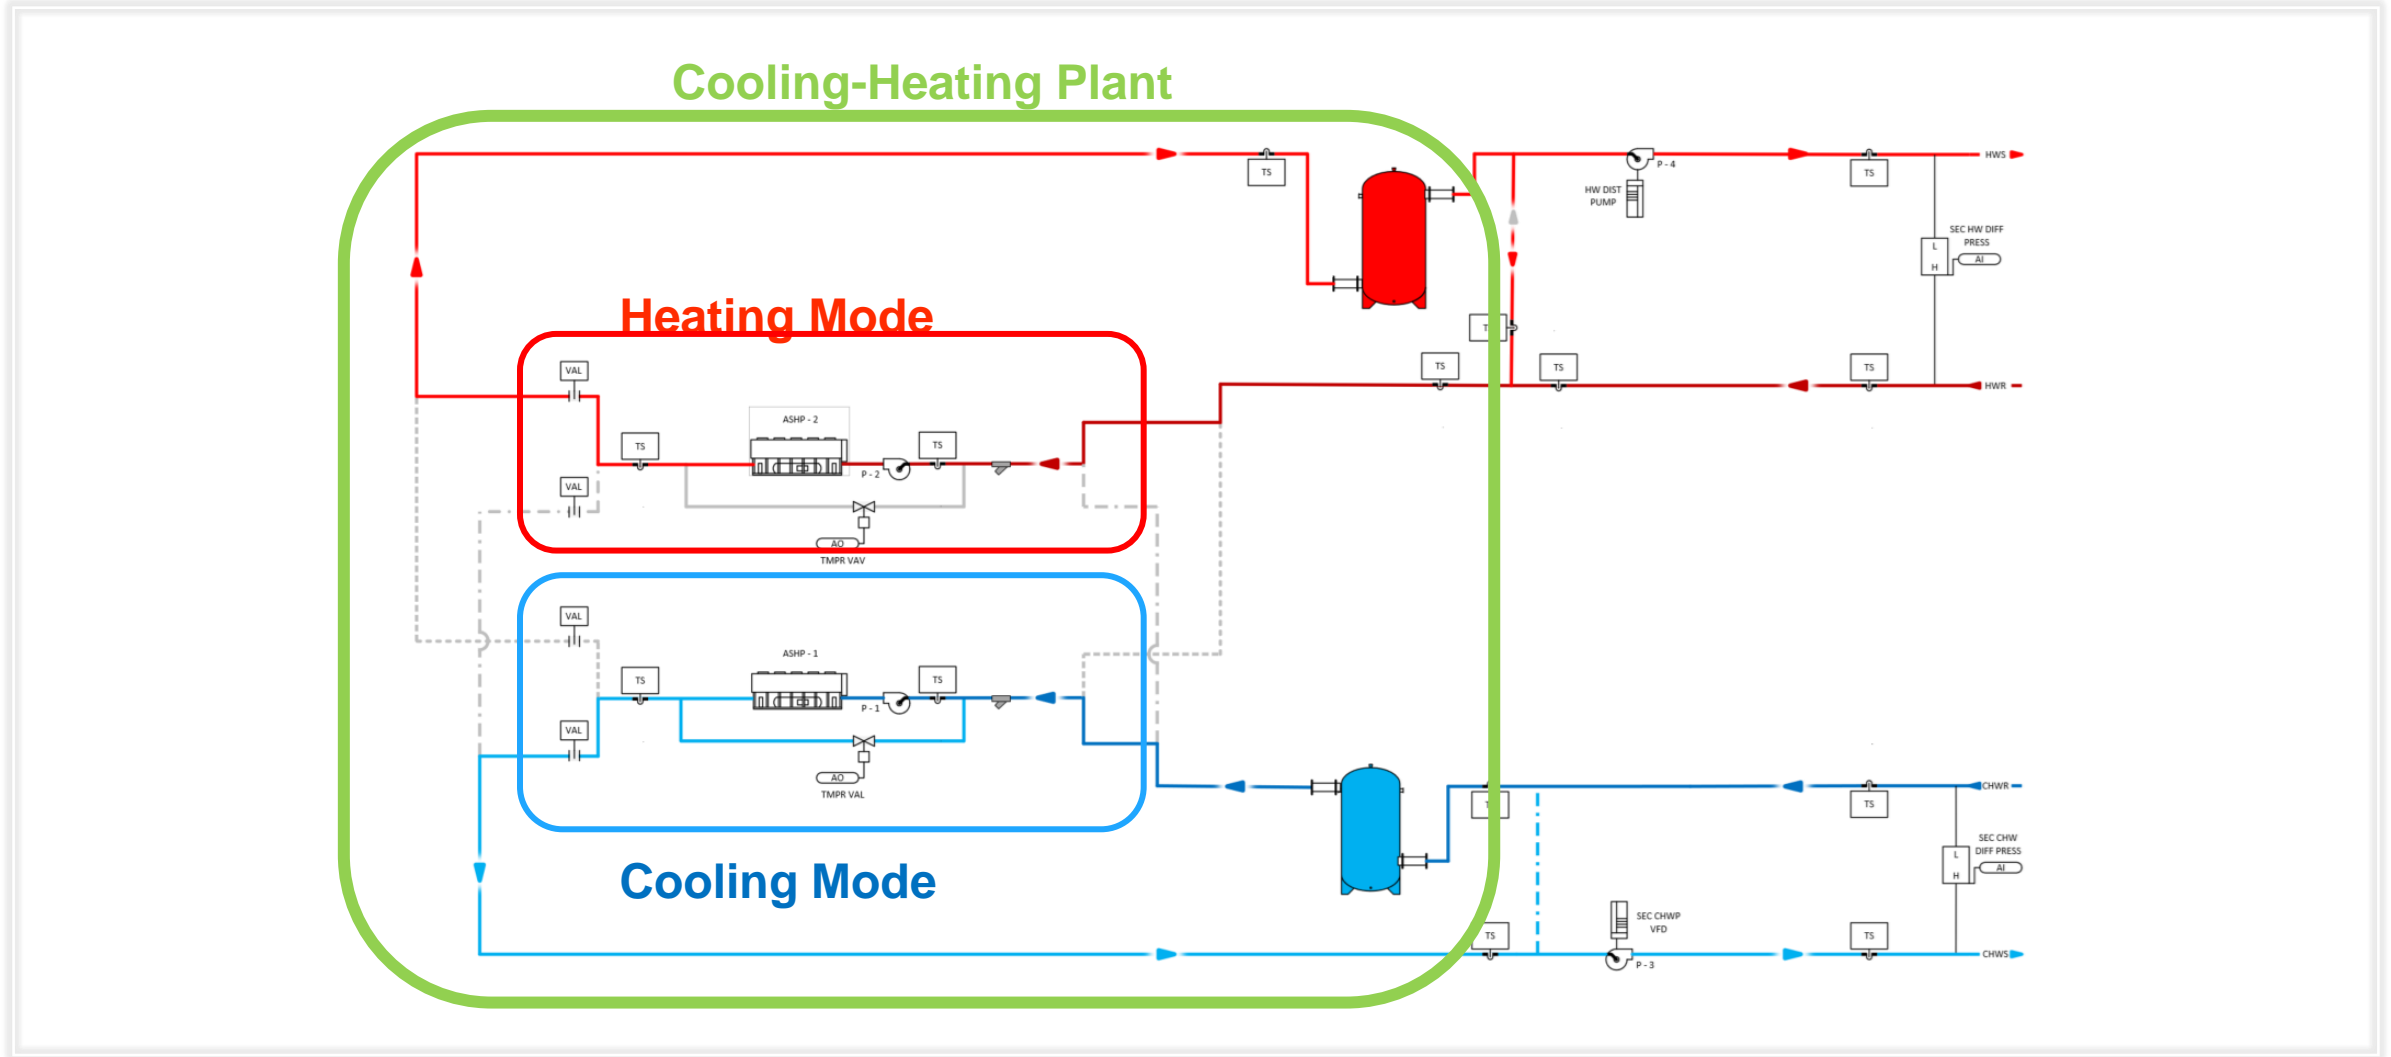 Cooling-Heating Plant
TS
P - 4
HW DIST
PUMP
TS
HWS
SEC HW DIFF
PRESS
L
H
AI
TS
TS
TS
HWR
Heating Mode
VAL
TS
ASHP - 2
P - 2
TS
VAL
AO
TMPR VAV
VAL
TS
ASHP - 1
P - 1
TS
VAL
AO
TMPR VAL
Cooling Mode
TS
CHWR
SEC CHW
DIFF PRESS
L
H
AI
TS
SEC CHWP
VFD
P - 3
TS
CHWS